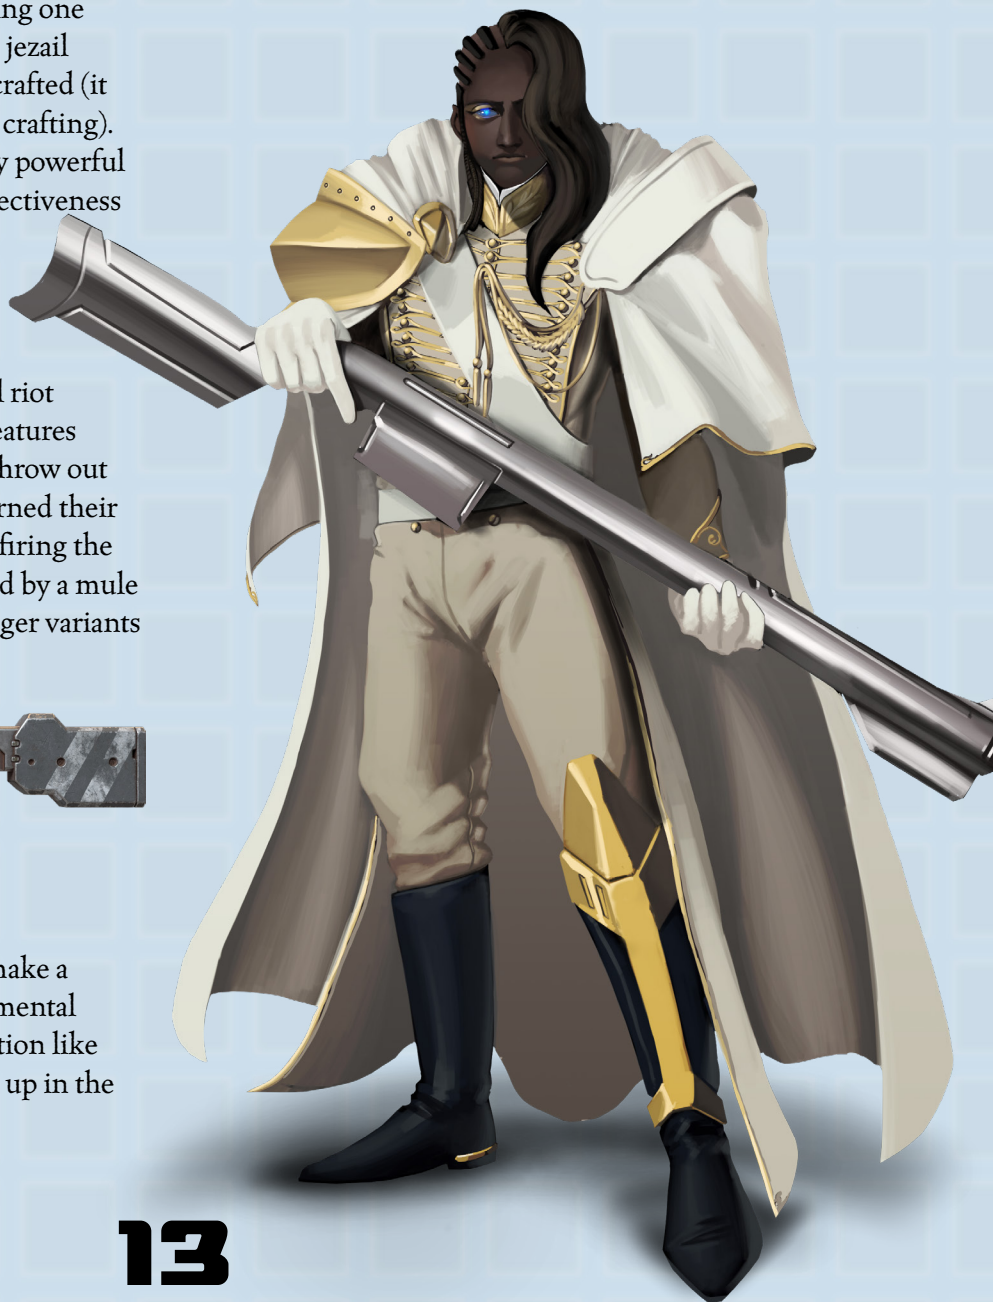 ing one
jezail
crafted (it
crafting).
y powerful
ectiveness
l riot
eatures
hrow out
rned their
firing the
d by a mule
ger variants
nake a
mental
tion like
up in the
13